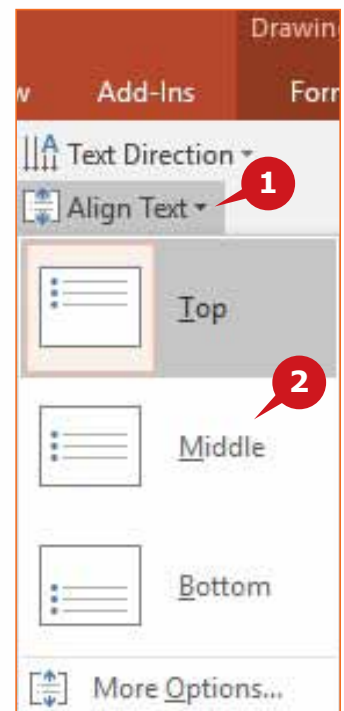 Drawin
w Add-Ins Forr
Text Direction
1
Align Text
Top
2
Middle
Bottom
More Options...